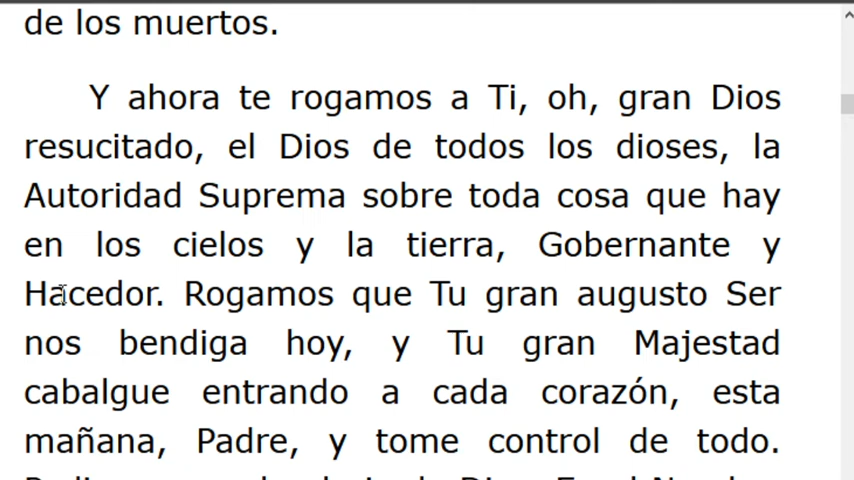 de los muertos.
Y ahora te rogamos a Ti, oh, gran Dios
resucitado, el Dios de todos los dioses, la
Autoridad Suprema sobre toda cosa que hay
en los cielos y la tierra, Gobernante y
Hacedor. Rogamos que Tu gran augusto Ser
nos bendiga hoy, y Tu gran Majestad
cabalgue entrando a cada corazón, esta
mañana, Padre, y tome control de todo.